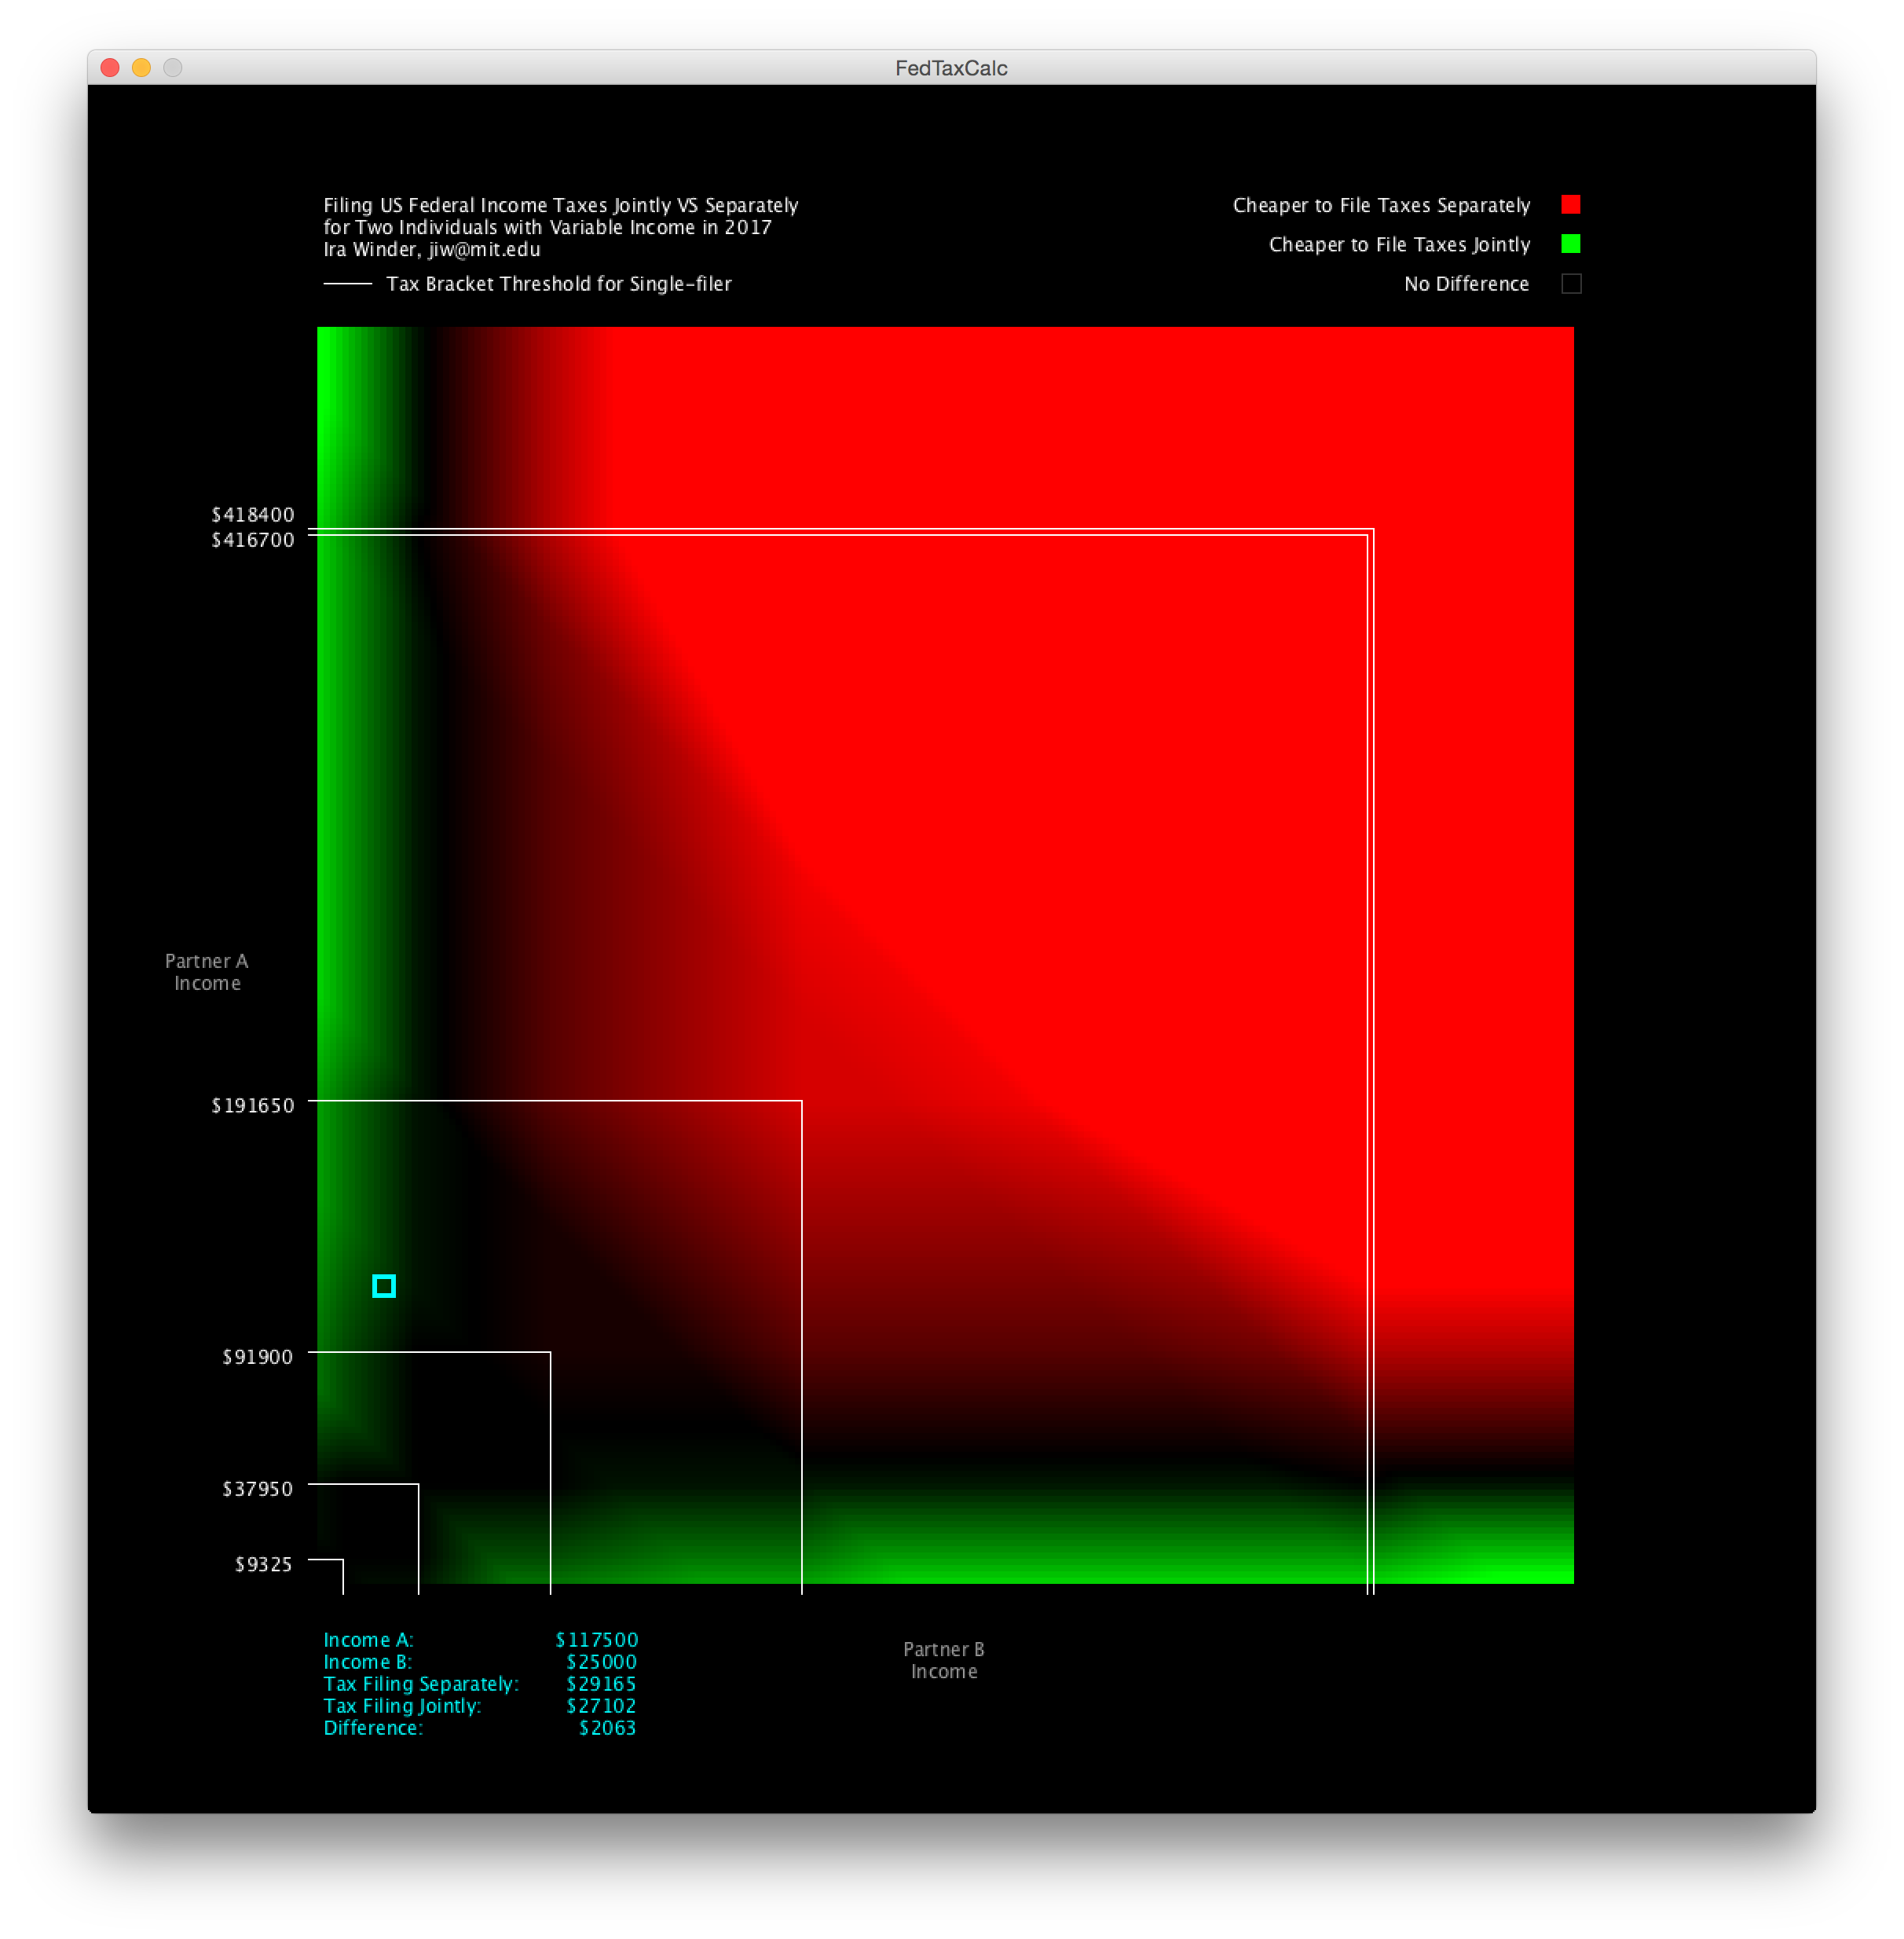 FedTaxCalc
Filing US Federal Income Taxes Jointly VS Separately
for Two Individuals with Variable Income in 2017
Ira Winder, jiw@mit.edu
Tax Bracket Threshold for Single-filer
Cheaper to File Taxes Separately
Cheaper to File Taxes Jointly
No Difference
$418400
$416700
Partner A
Income
$191650
$91900
$37950
$9325
Income A: $117500
Income B: $25000
Tax Filing Separately: $29165
Tax Filing Jointly: $27102
Difference: $2063
Partner B
Income